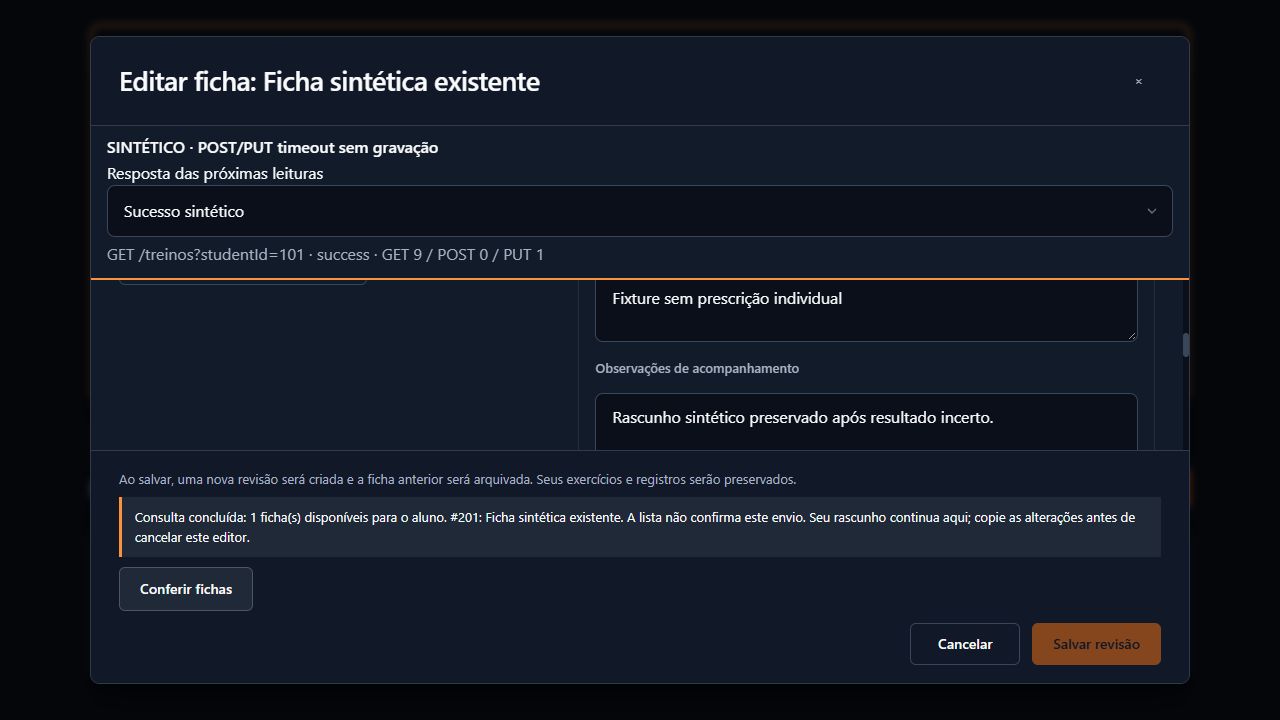 Editar ficha: Ficha sintética existente
×
SINTÉTICO · POST/PUT timeout sem gravação
Resposta das próximas leituras
Sucesso sintético
GET /treinos?studentId=101 · success · GET 9 / POST 0 / PUT 1
Fixture sem prescrição individual
Observações de acompanhamento
Rascunho sintético preservado após resultado incerto.
Ao salvar, uma nova revisão será criada e a ficha anterior será arquivada. Seus exercícios e registros serão preservados.
Consulta concluída: 1 ficha(s) disponíveis para o aluno. #201: Ficha sintética existente. A lista não confirma este envio. Seu rascunho continua aqui; copie as alterações antes de
cancelar este editor.
Conferir fichas
Cancelar
Salvar revisão